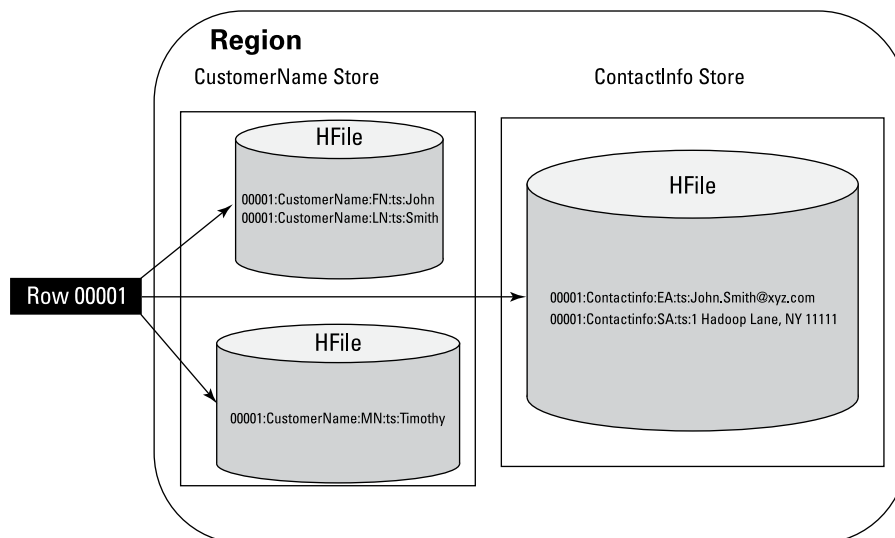 Region
CustomerName Store
ContactInfo Store
HFile
00001:CustomerName:FN:ts:John
00001:CustomerName:LN:ts:Smith
HFile
00001:Contactinfo:EA:ts:John.Smith@xyz.com
00001:Contactinfo:SA:ts:1 Hadoop Lane, NY 11111
Row 00001
HFile
00001:CustomerName:MN:ts:Timothy